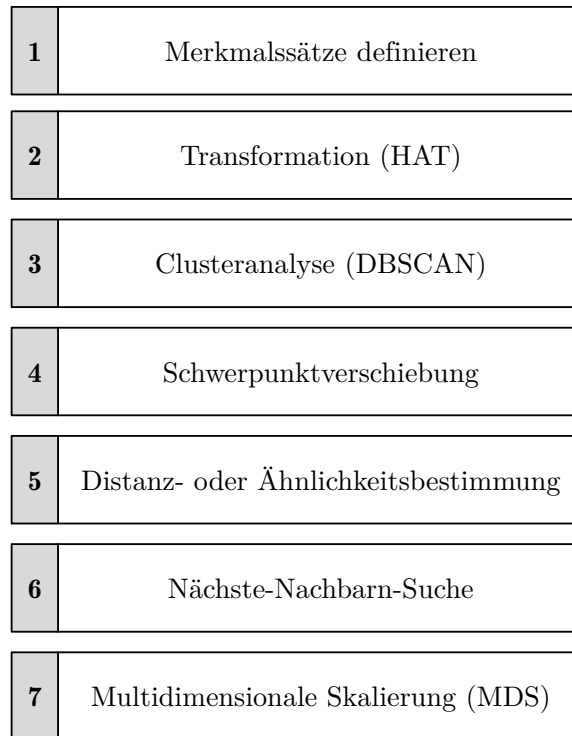 1 Merkmalssätze definieren
2 Transformation (HAT)
3 Clusteranalyse (DBSCAN)
4 Schwerpunktverschiebung
5 Distanz- oder Ähnlichkeitsbestimmung
6 Nächste-Nachbarn-Suche
7 Multidimensionale Skalierung (MDS)